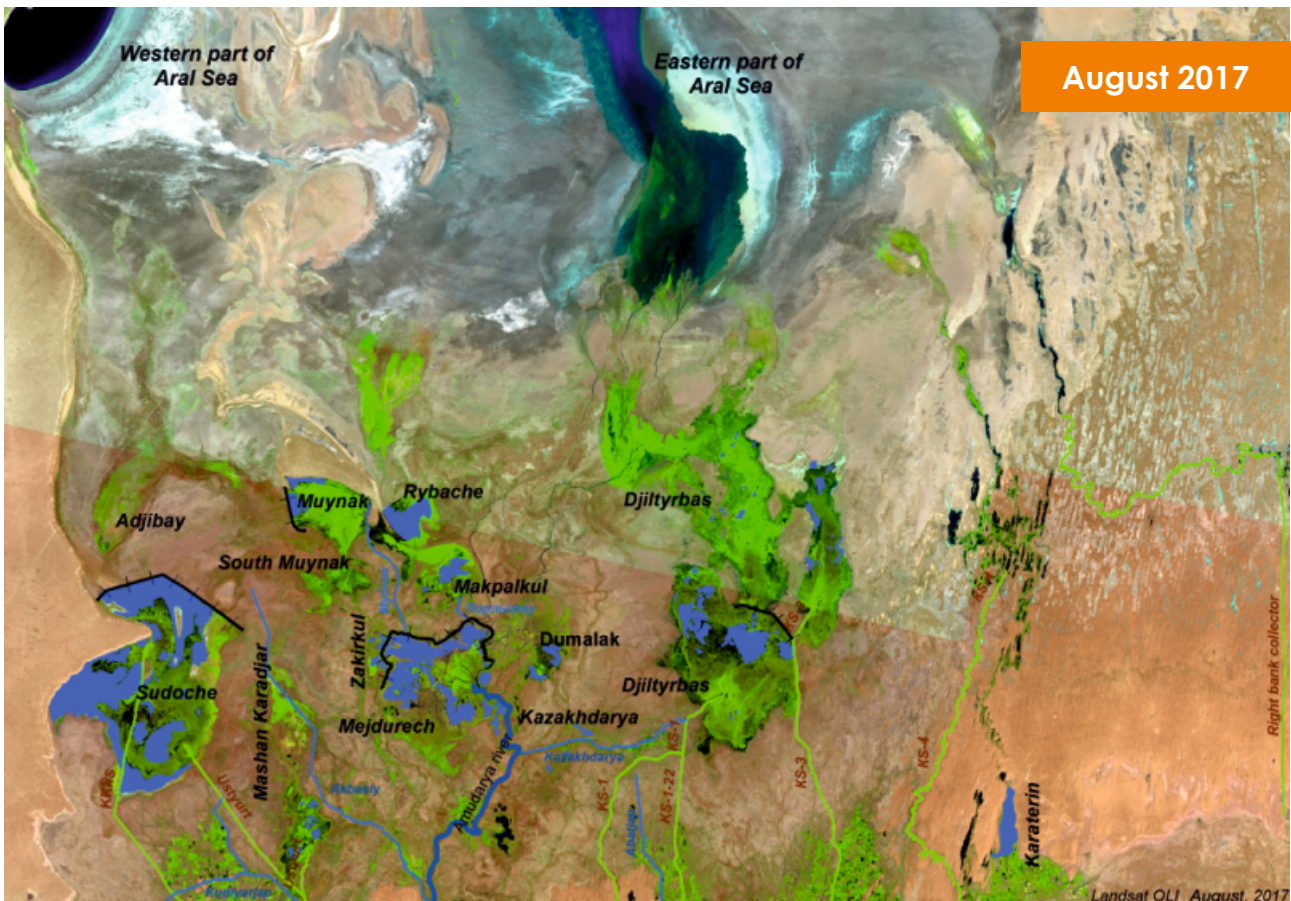 Western part of
Aral Sea
Eastern part of
Aral Sea
August 2017
Muynak
Rybache
Djiltyrbas
Adjibay
South Muynak
Makpalkul
Zakirkul
Dumalak
Mashan Karadjar
Sudoche
Djiltyrbas
Mejdurech
Kazakhdarya
Kazakhdarya
Amudarya river
Akbasly
Ustyurt
KS-1
KS-1
KS-1-22
KS-3
KS-4
Right bank collector
Karaterin
Landsat OLI August, 2017